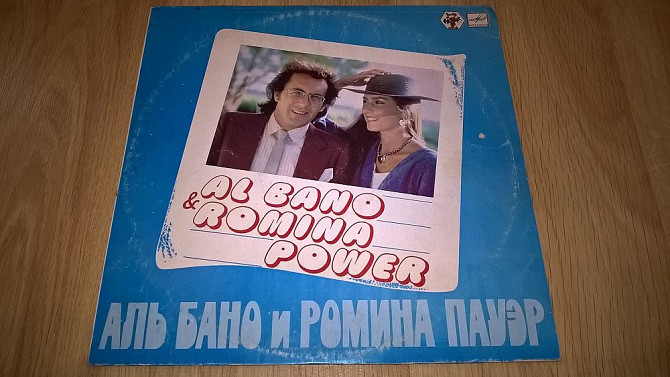 AL BANO
& ROMINA
POWER
АЛЬ БАНО и РОМИНА ПАУЭР